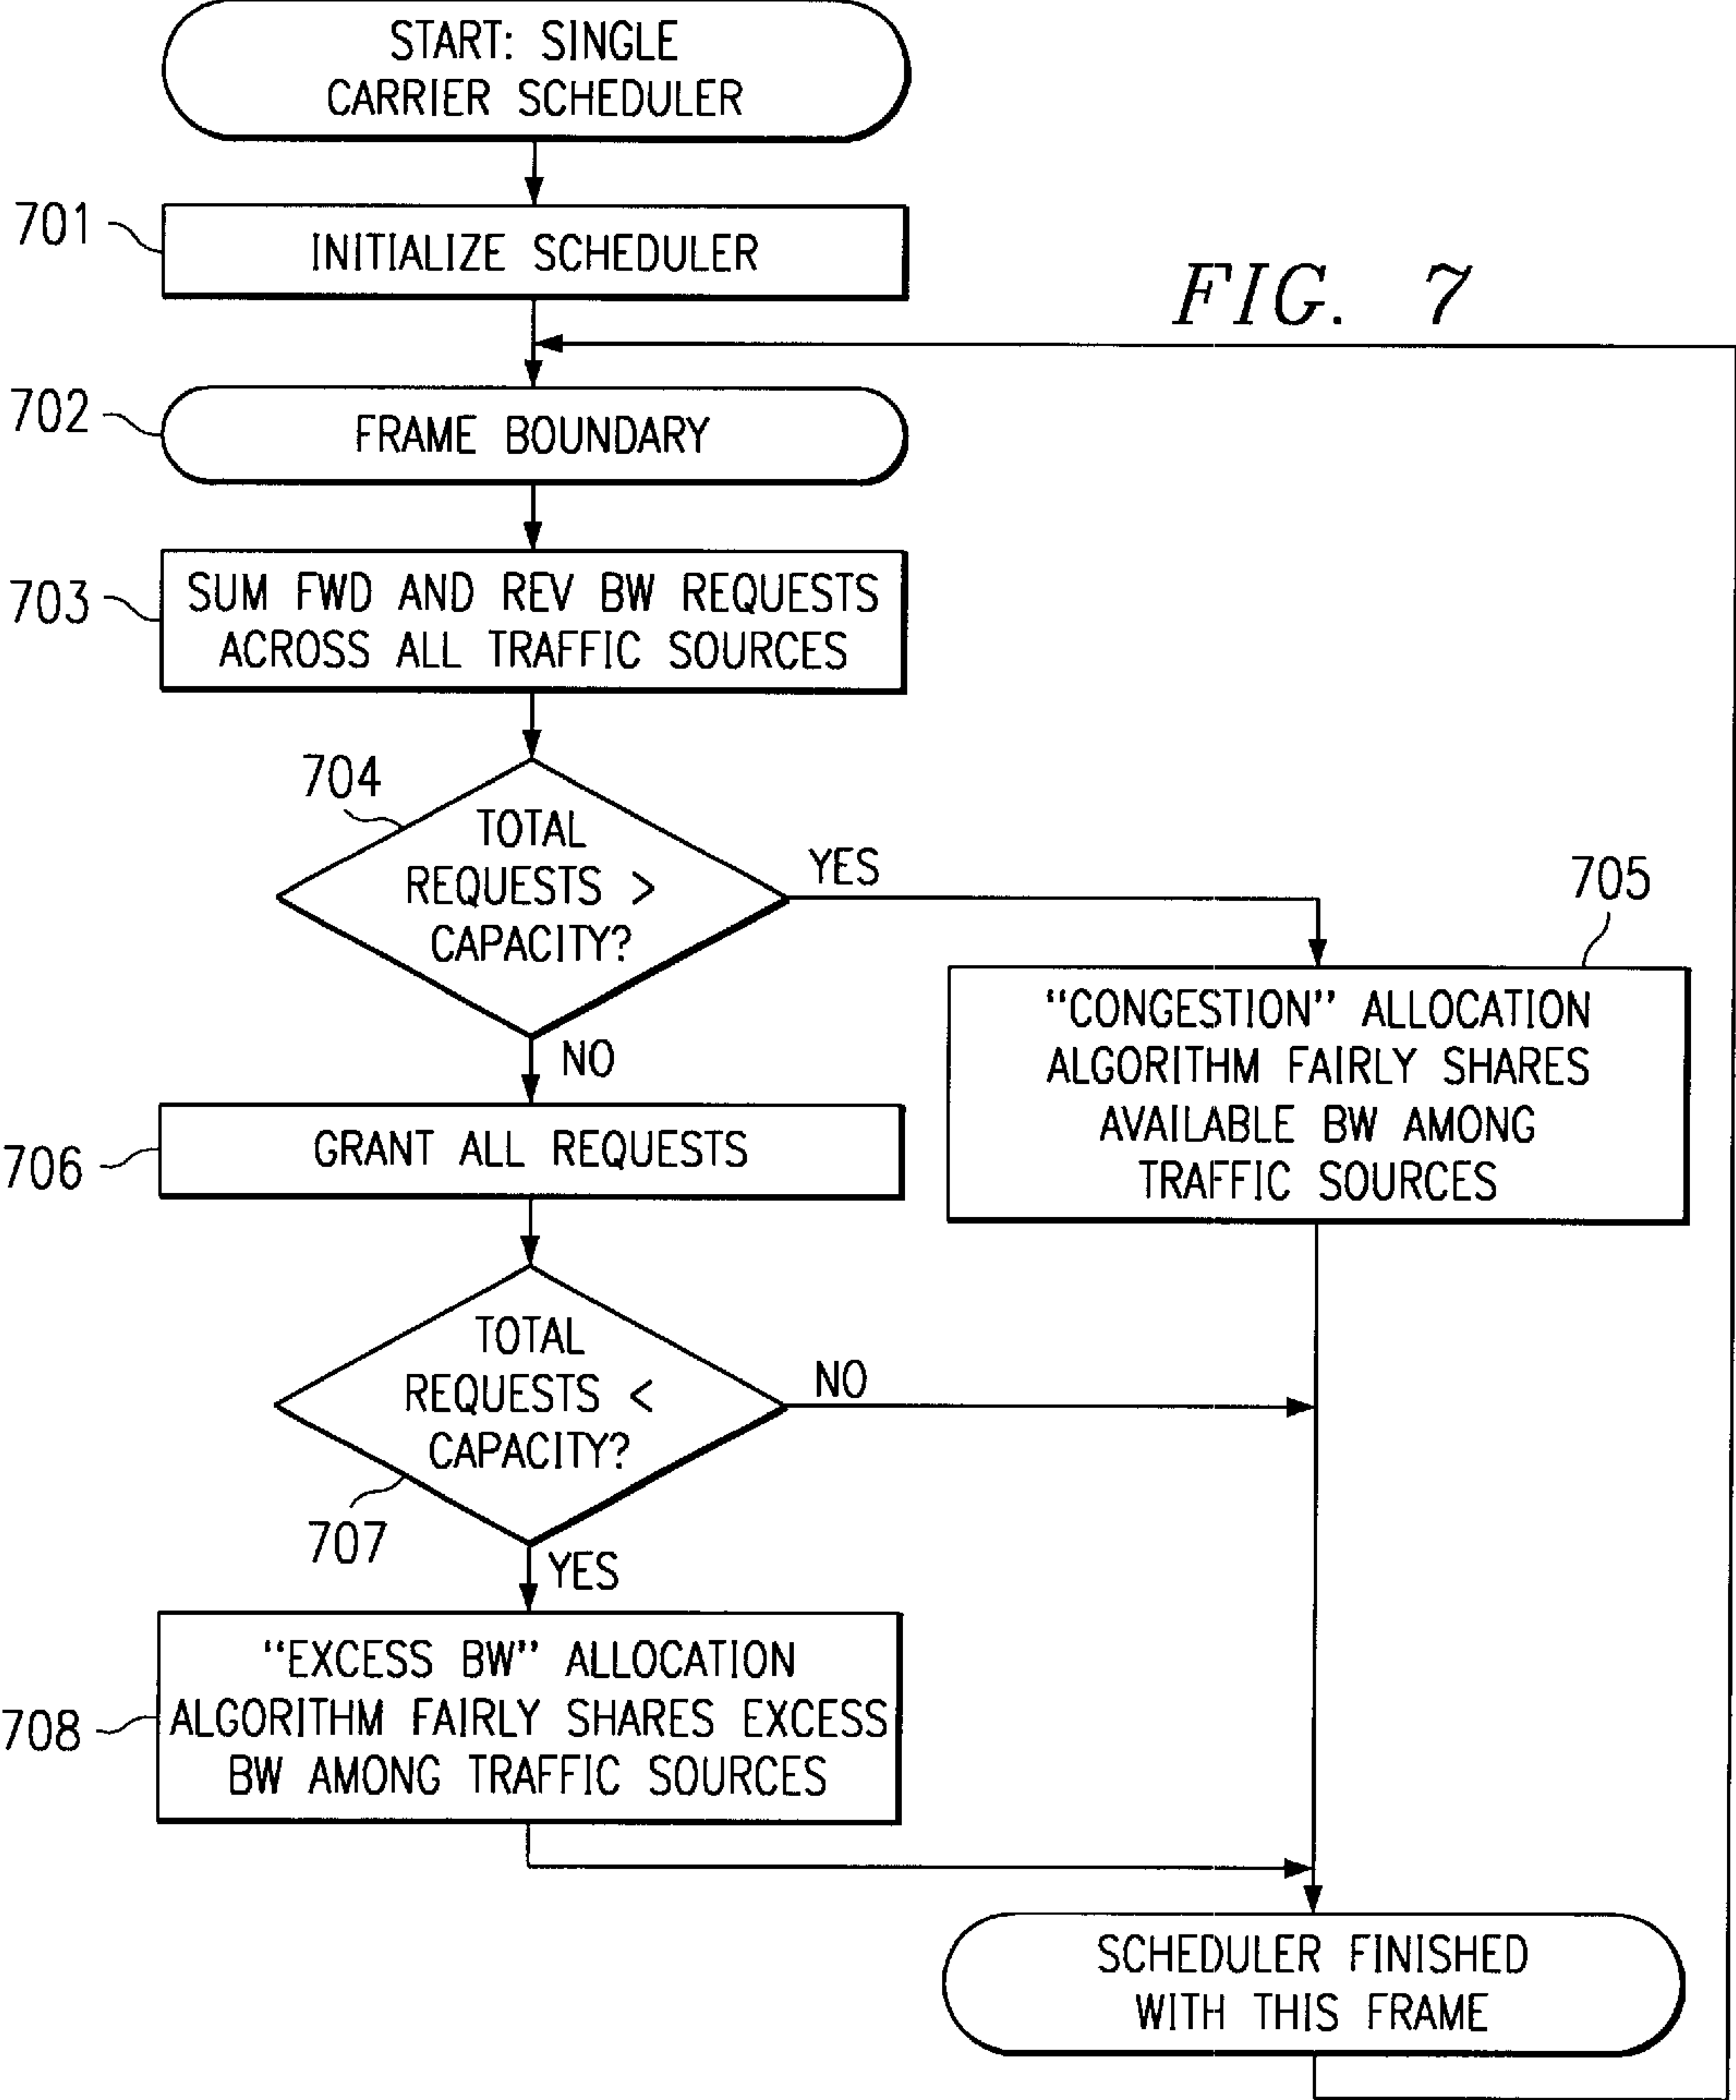 START: SINGLE
CARRIER SCHEDULER
701
INITIALIZE SCHEDULER
FIG. 7
702
FRAME BOUNDARY
703
SUM FWD AND REV BW REQUESTS
ACROSS ALL TRAFFIC SOURCES
704
TOTAL
REQUESTS >
CAPACITY?
YES
705
"CONGESTION" ALLOCATION
ALGORITHM FAIRLY SHARES
AVAILABLE BW AMONG
TRAFFIC SOURCES
NO
706
GRANT ALL REQUESTS
TOTAL
REQUESTS <
CAPACITY?
NO
707
YES
708
"EXCESS BW" ALLOCATION
ALGORITHM FAIRLY SHARES EXCESS
BW AMONG TRAFFIC SOURCES
SCHEDULER FINISHED
WITH THIS FRAME